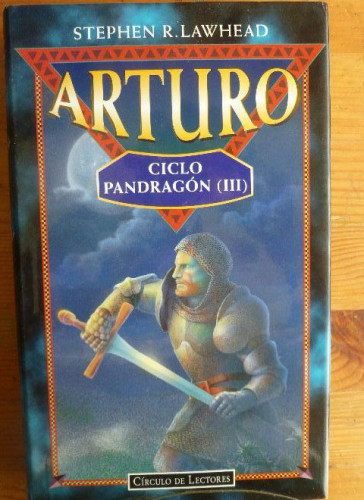 STEPHEN R. LAWHEAD
ARTURO
CICLO
PANDRAGÓN (III)
CÍRCULO DE LECTORES